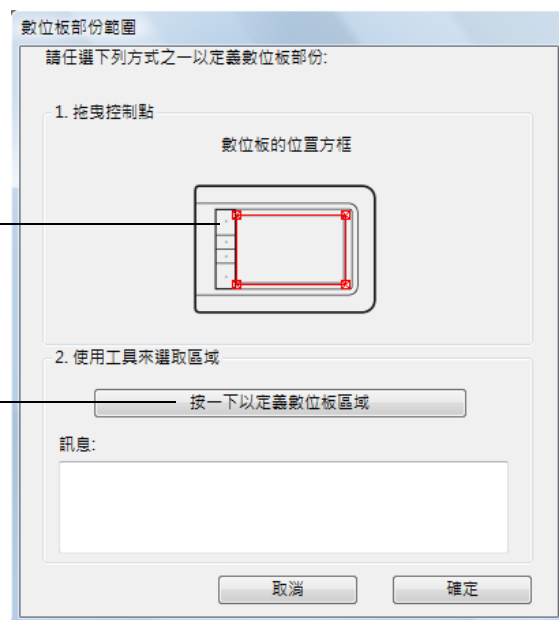 數位板部份範圍
請任選下列方式之一以定義數位板部份:
1. 拖曳控制點
數位板的位置方框
2. 使用工具來選取區域
按一下以定義數位板區域
訊息:
取消
確定